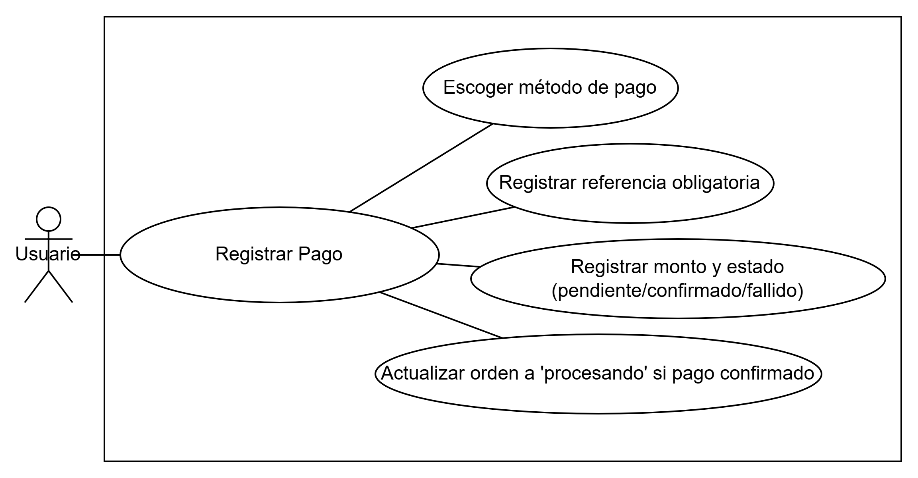 Escoger método de pago
Registrar referencia obligatoria
Usuario
Registrar Pago
Registrar monto y estado
(pendiente/confirmado/fallido)
Actualizar orden a 'procesando' si pago confirmado